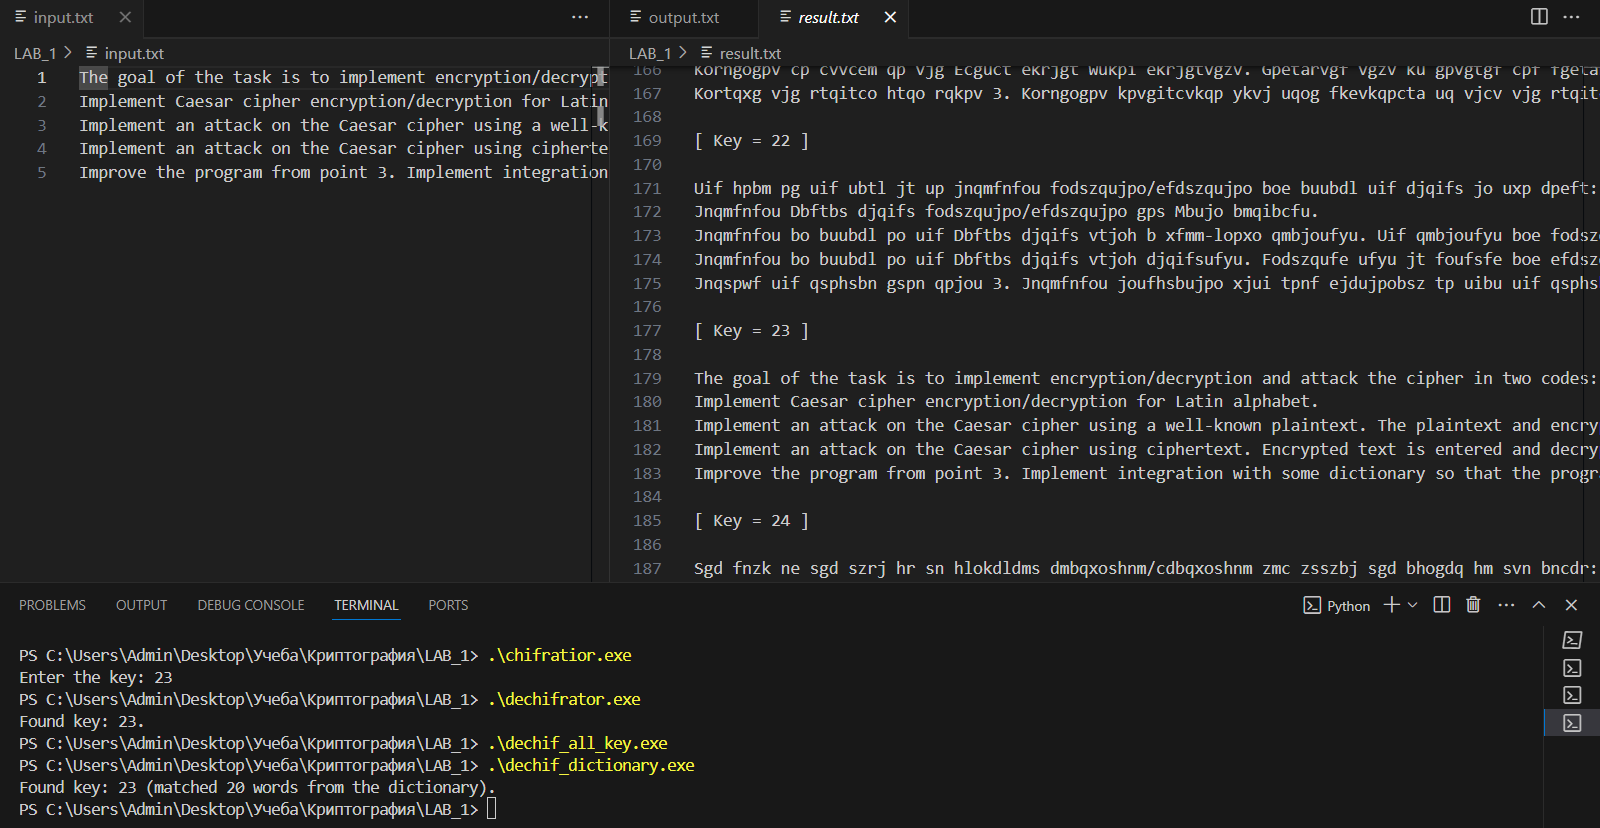 input.txt
LAB_1 > input.txt
1 The goal of the task is to implement encryption/decrypt
2 Implement Caesar cipher encryption/decryption for Latin
3 Implement an attack on the Caesar cipher using a well-k
4 Implement an attack on the Caesar cipher using cipherte
5 Improve the program from point 3. Implement integration
output.txt
result.txt
LAB_1 > result.txt
166 Korngogpv cp cvvcem qp vjg Ecguct ekrjgt wukpi ekrjgtvgzv. Gpetarvgf vgzv ku gpvgtgf cpf fgeta
167 Kortqxg vjg rtqitco htqo rqkpv 3. Korngogpv kpvgitcvkqp ykvj uqog fkevkqpcta uq vjcv vjg rtqit
168
169 [ Key = 22 ]
170
171 Uif hpbm pg uif ubtl jt up jnqmfnfou fodszqujpo/efdszqujpo boe buubdl uif djqifs jo uxp dpeft:
172 Jnqmfnfou Dbftbs djqifs fodszqujpo/efdszqujpo gps Mbujo bmqibcfu.
173 Jnqmfnfou bo buubdl po uif Dbftbs djqifs vtjoh b xfmm-lopxo qmbjoufyu. Uif qmbjoufyu boe fodsz
174 Jnqmfnfou bo buubdl po uif Dbftbs djqifs vtjoh djqifsufyu. Fodszqufe ufyu jt foufsfe boe efdsz
175 Jnqspwf uif qsphsbn gspn qpjou 3. Jnqmfnfou joufhsbujpo xjui tpnf ejdujpobsz tp uibu uif qsphs
176
177 [ Key = 23 ]
178
179 The goal of the task is to implement encryption/decryption and attack the cipher in two codes:
180 Implement Caesar cipher encryption/decryption for Latin alphabet.
181 Implement an attack on the Caesar cipher using a well-known plaintext. The plaintext and encry
182 Implement an attack on the Caesar cipher using ciphertext. Encrypted text is entered and decry
183 Improve the program from point 3. Implement integration with some dictionary so that the progr
184
185 [ Key = 24 ]
186
187 Sgd fnzk ne sgd szrj hr sn hlokdldms dmbqxoshnm/cdbqxoshnm zmc zsszbj sgd bhogdq hm svn bncdr:
PROBLEMS OUTPUT DEBUG CONSOLE TERMINAL PORTS
Python
PS C:\Users\Admin\Desktop\Учеба\Криптография\LAB_1> .\chifratior.exe
Enter the key: 23
PS C:\Users\Admin\Desktop\Учеба\Криптография\LAB_1> .\dechifrator.exe
Found key: 23.
PS C:\Users\Admin\Desktop\Учеба\Криптография\LAB_1> .\dechif_all_key.exe
PS C:\Users\Admin\Desktop\Учеба\Криптография\LAB_1> .\dechif_dictionary.exe
Found key: 23 (matched 20 words from the dictionary).
PS C:\Users\Admin\Desktop\Учеба\Криптография\LAB_1>